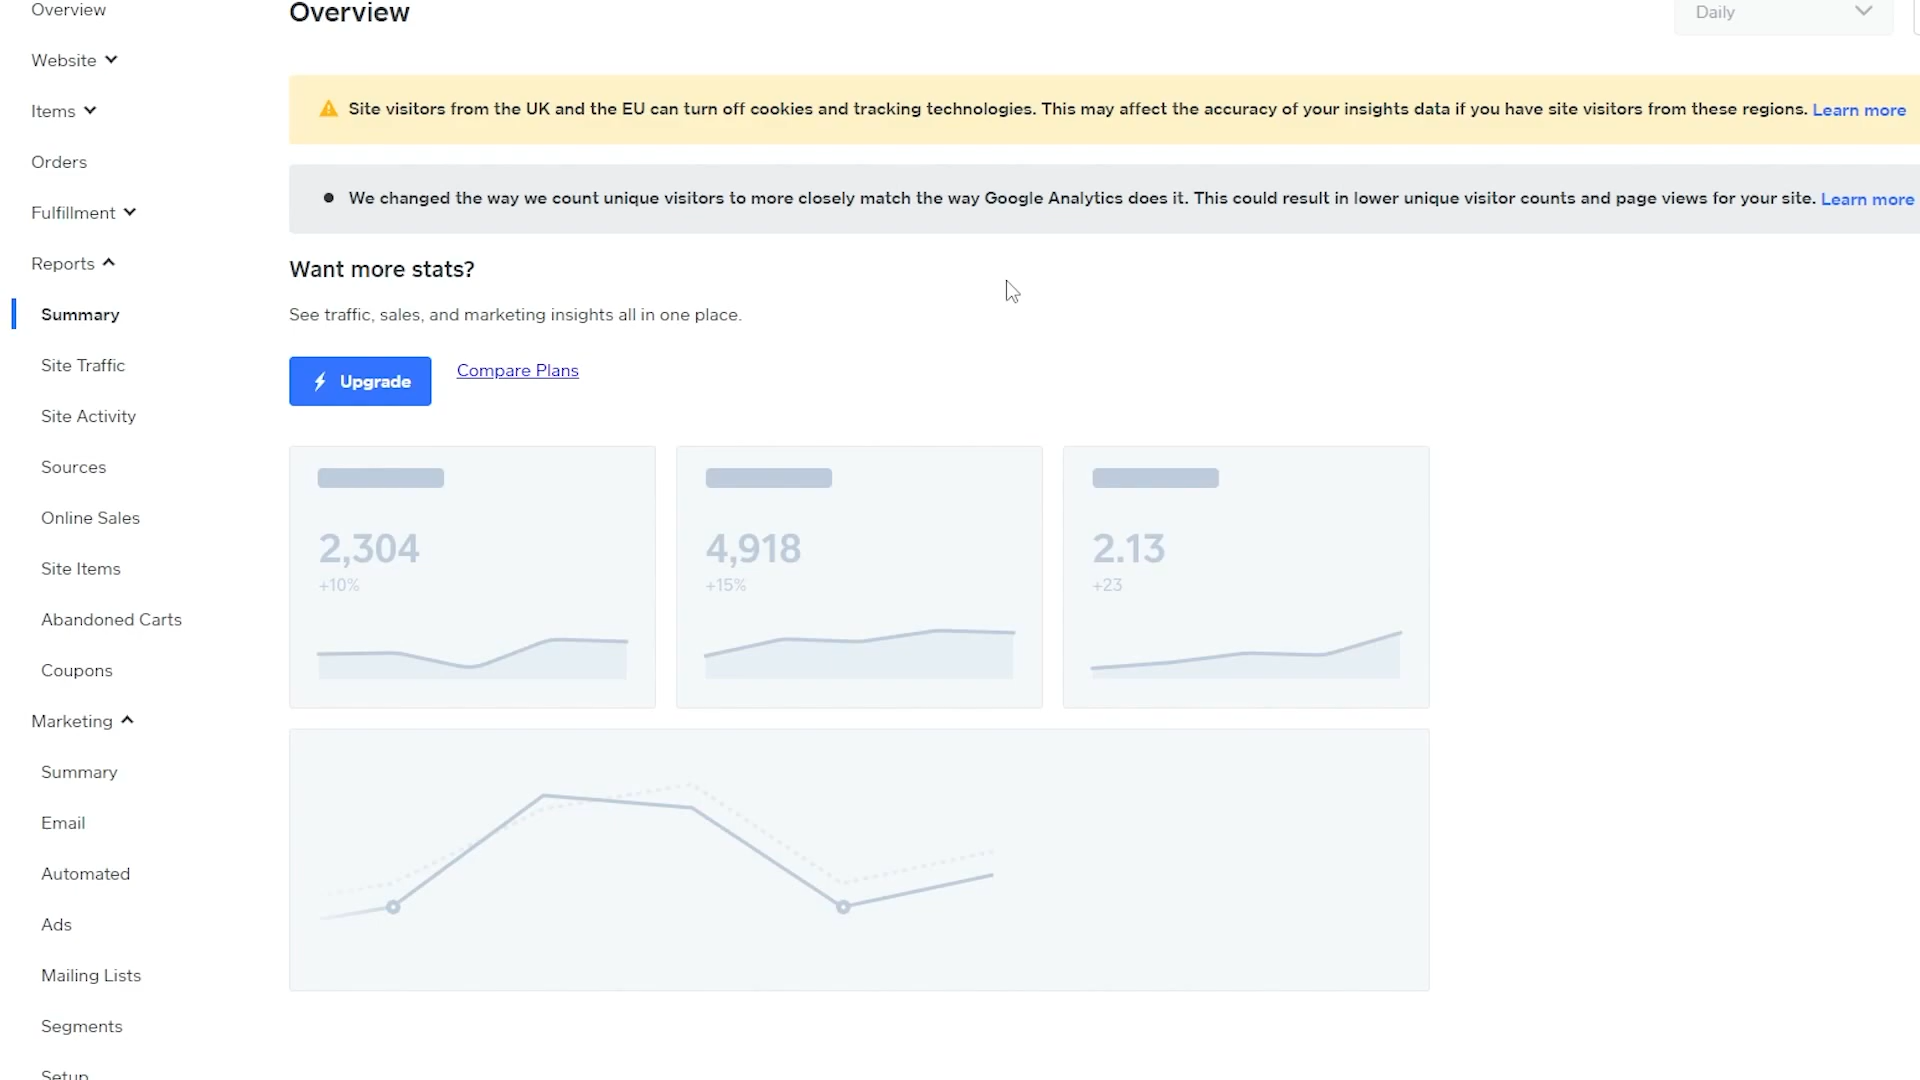 Overview
Website
Items
Orders
Fulfillment
Reports
Summary
Site Traffic
Site Activity
Sources
Online Sales
Site Items
Abandoned Carts
Coupons
Marketing
Summary
Email
Automated
Ads
Mailing Lists
Segments
Setup
Overview
Daily
Site visitors from the UK and the EU can turn off cookies and tracking technologies. This may affect the accuracy of your insights data if you have site visitors from these regions. Learn more
We changed the way we count unique visitors to more closely match the way Google Analytics does it. This could result in lower unique visitor counts and page views for your site. Learn more
Want more stats?
See traffic, sales, and marketing insights all in one place.
Upgrade
Compare Plans
2,304
+10%
4,918
+15%
2.13
+23